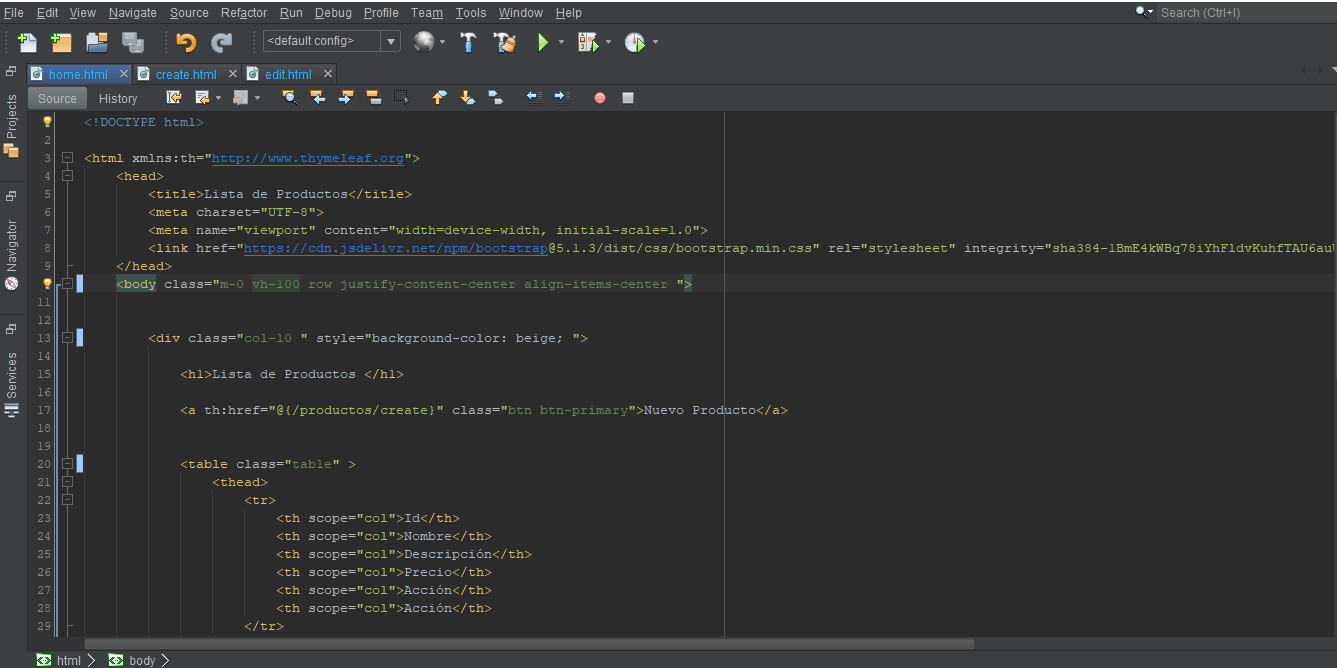 File Edit View Navigate Source Refactor Run Debug Profile Team Tools Window Help Search (Ctrl+I)
<default config>
home.html create.html edit.html
Source History
Projects
Navigator
Services
<!DOCTYPE html>
2
3 <html xmlns:th="http://www.thymeleaf.org">
4 <head>
5 <title>Lista de Productos</title>
6 <meta charset="UTF-8">
7 <meta name="viewport" content="width=device-width, initial-scale=1.0">
8 <link href="https://cdn.jsdelivr.net/npm/bootstrap@5.1.3/dist/css/bootstrap.min.css" rel="stylesheet" integrity="sha384-1BmE4kWBq78iYhFldvKuhfTAU6au
9 </head>
<body class="m-0 vh-100 row justify-content-center align-items-center ">
11
12
13 <div class="col-10 " style="background-color: beige; ">
14
15 <h1>Lista de Productos </h1>
16
17 <a th:href="@{/productos/create}" class="btn btn-primary">Nuevo Producto</a>
18
19
20 <table class="table" >
21 <thead>
22 <tr>
23 <th scope="col">Id</th>
24 <th scope="col">Nombre</th>
25 <th scope="col">Descripción</th>
26 <th scope="col">Precio</th>
27 <th scope="col">Acción</th>
28 <th scope="col">Acción</th>
29 </tr>
html body